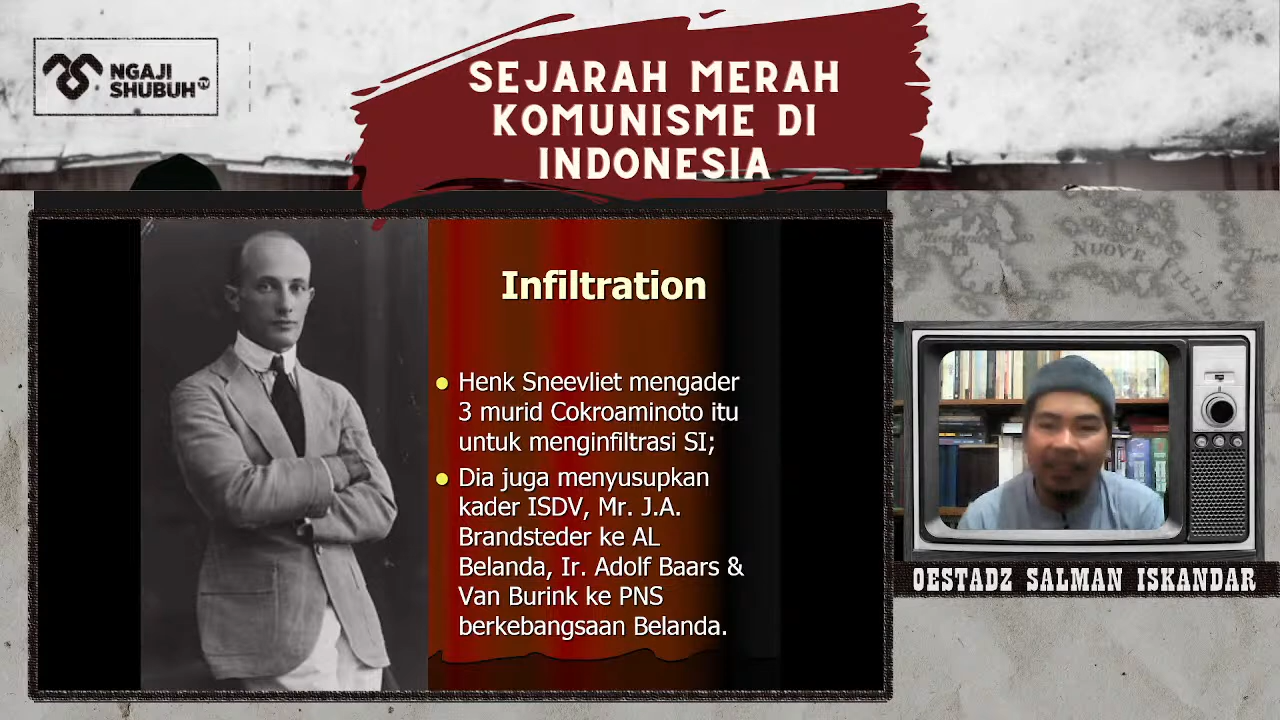 NGAJI
SHUBUH TV
SEJARAH MERAH
KOMUNISME DI
INDONESIA
Infiltration
Henk Sneevliet mengader
3 murid Cokroaminoto itu
untuk menginfiltrasi SI;
Dia juga menyusupkan
kader ISDV, Mr. J.A.
Brandsteder ke AL
Belanda, Ir. Adolf Baars &
Van Burink ke PNS
berkebangsaan Belanda.
NUOVE
OESTADZ SALMAN ISKANDAR